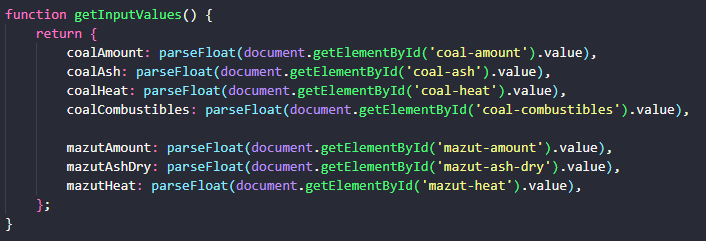 function getInputValues() {
    return {
        coalAmount: parseFloat(document.getElementById('coal-amount').value),
        coalAsh: parseFloat(document.getElementById('coal-ash').value),
        coalHeat: parseFloat(document.getElementById('coal-heat').value),
        coalCombustibles: parseFloat(document.getElementById('coal-combustibles').value),

        mazutAmount: parseFloat(document.getElementById('mazut-amount').value),
        mazutAshDry: parseFloat(document.getElementById('mazut-ash-dry').value),
        mazutHeat: parseFloat(document.getElementById('mazut-heat').value),
    };
}